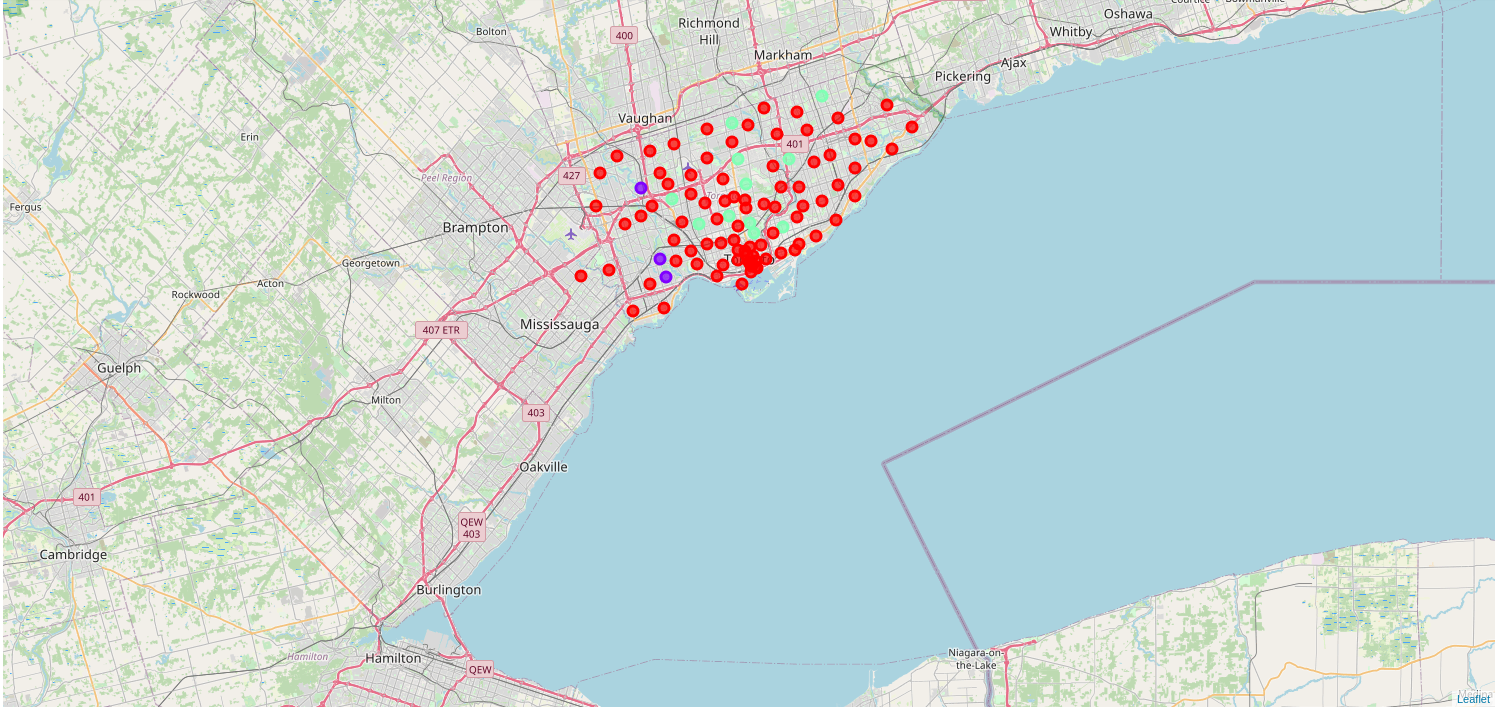 Courtice
Bowmanville
Oshawa
Richmond
Hill
Bolton
400
Whitby
Markham
Ajax
Pickering
Vaughan
Erin
401
427
Peel Region
Fergus
Brampton
Georgetown
Acton
Rockwood
Mississauga
407 ETR
Guelph
Milton
403
Oakville
401
QEW
403
Cambridge
Burlington
Hamilton
Hamilton
QEW
Niagara-on-
the-Lake
Leaflet